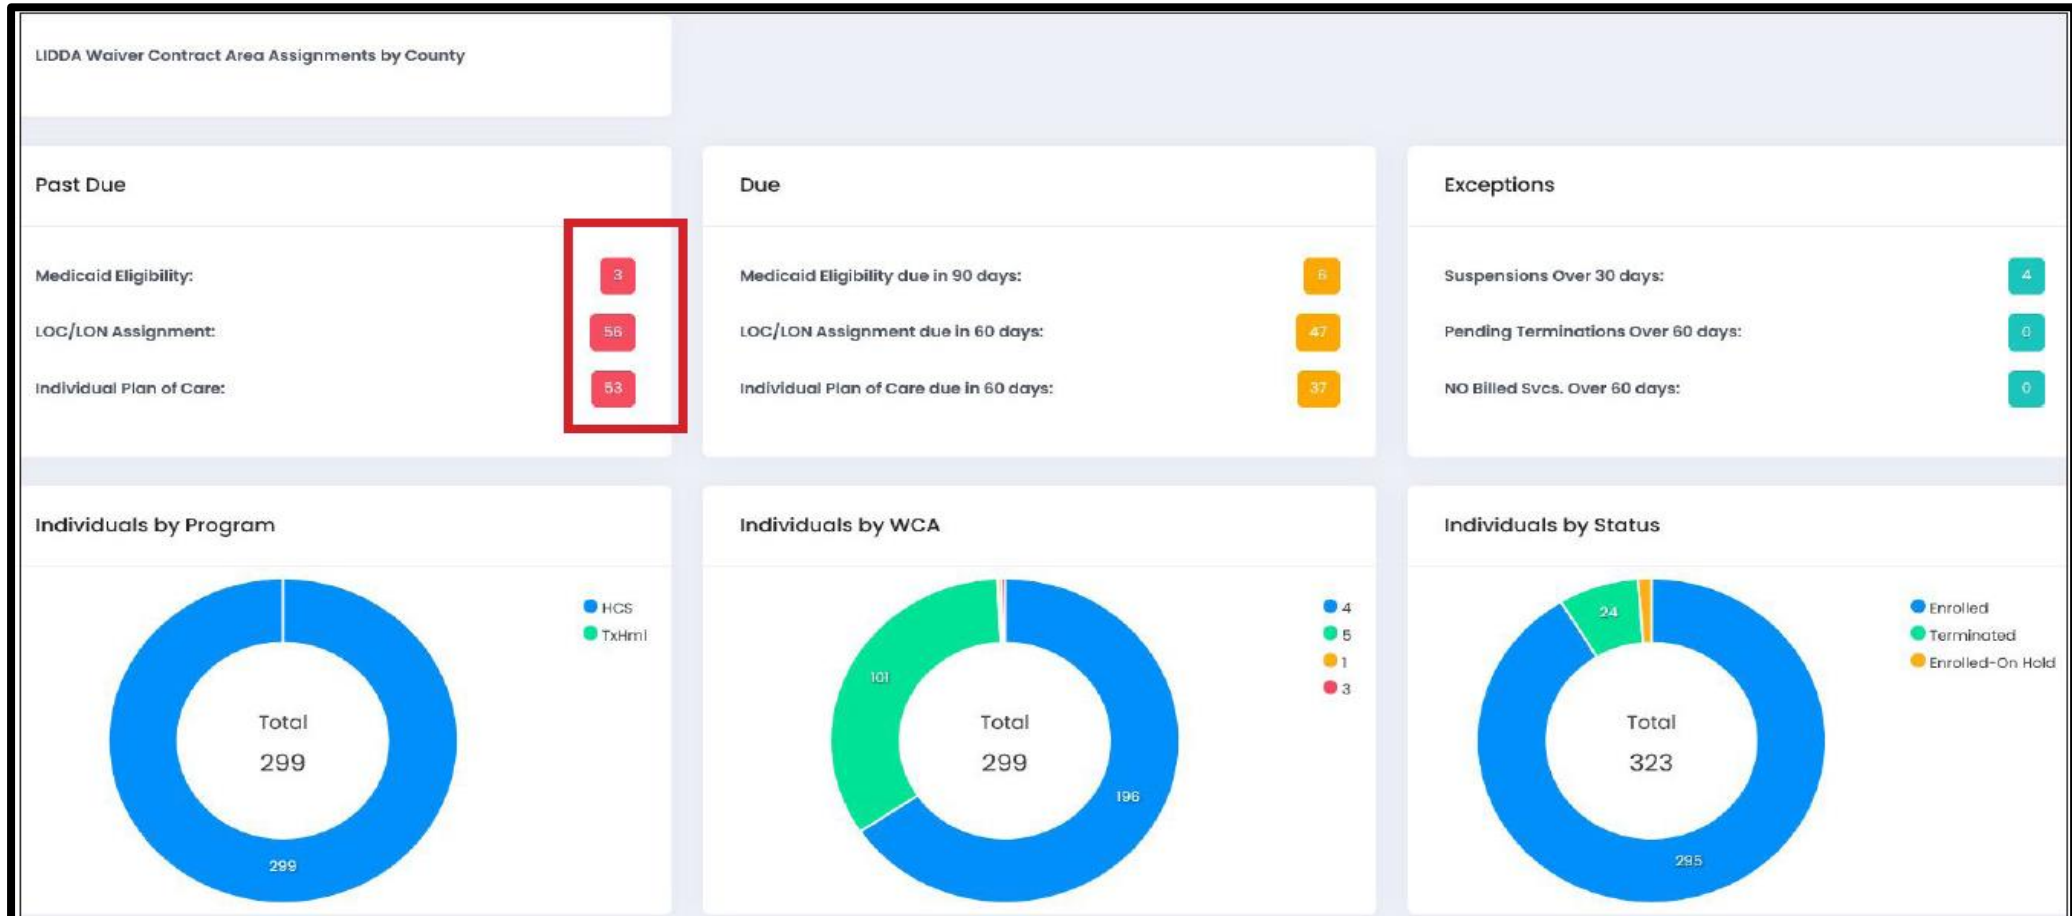 LIDDA Waiver Contract Area Assignments by County
Past Due
Medicaid Eligibility: 3
LOC/LON Assignment: 56
Individual Plan of Care: 53
Due
Medicaid Eligibility due in 90 days: 6
LOC/LON Assignment due in 60 days: 47
Individual Plan of Care due in 60 days: 37
Exceptions
Suspensions Over 30 days: 4
Pending Terminations Over 60 days: 0
NO Billed Svcs. Over 60 days: 0
Individuals by Program
HCS
TxHml
Total
299
299
Individuals by WCA
4
5
1
3
101
Total
299
196
Individuals by Status
24
Enrolled
Terminated
Enrolled-On Hold
Total
323
295